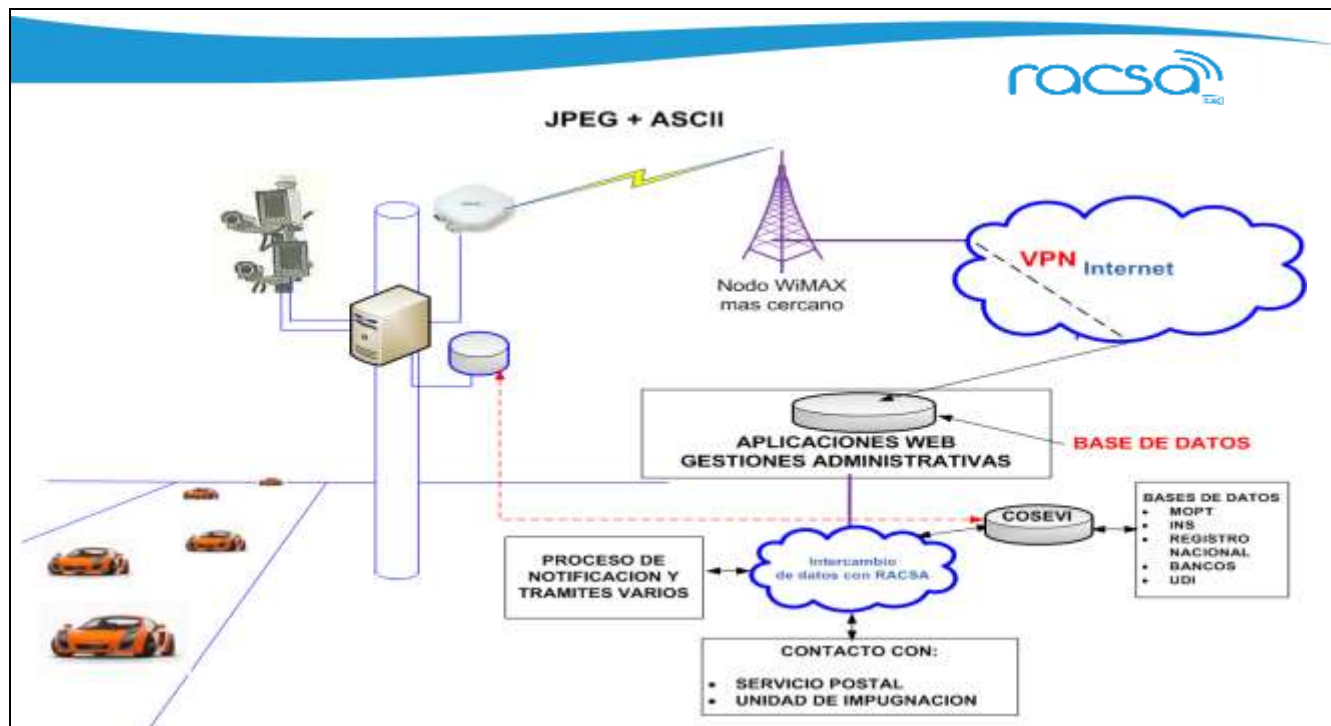 racsa
JPEG + ASCII
Nodo WiMAX
mas cercano
VPN Internet
APLICACIONES WEB
GESTIONES ADMINISTRATIVAS
BASE DE DATOS
COSEVI
BASES DE DATOS
• MOPT
• INS
• REGISTRO
NACIONAL
• BANCOS
• UDI
PROCESO DE
NOTIFICACION Y
TRAMITES VARIOS
Intercambio
de datos con RACSA
CONTACTO CON:
• SERVICIO POSTAL
• UNIDAD DE IMPUGNACION